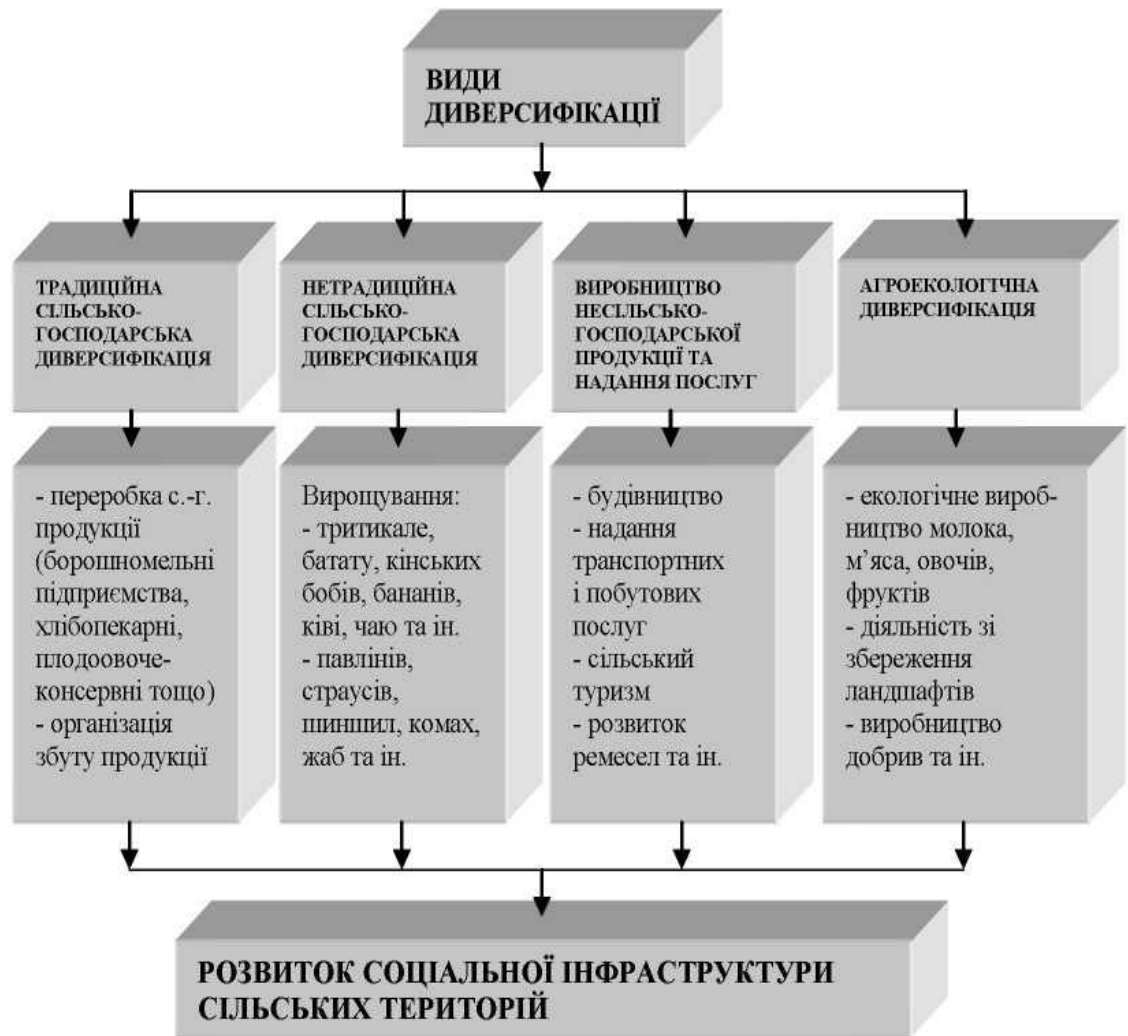 ВИДИ
ДИВЕРСИФІКАЦІЇ
ТРАДИЦІЙНА
СІЛЬСЬКО-
ГОСПОДАРСЬКА
ДИВЕРСИФІКАЦІЯ
НЕТРАДИЦІЙНА
СІЛЬСЬКО-
ГОСПОДАРСЬКА
ДИВЕРСИФІКАЦІЯ
ВИРОБНИЦТВО
НЕСІЛЬСЬКО-
ГОСПОДАРСЬКОЇ
ПРОДУКЦІЇ ТА
НАДАННЯ ПОСЛУГ
АГРОЕКОЛОГІЧНА
ДИВЕРСИФІКАЦІЯ
- переробка с.-г.
продукції
(борошномельні
підприємства,
хлібопекарні,
плодоовоче-
консервні тощо)
- організація
збуту продукції
Вирощування:
- тритикале,
батату, кінських
бобів, бананів,
ківі, чаю та ін.
- павлінів,
страусів,
шиншил, комах,
жаб та ін.
- будівництво
- надання
транспортних
і побутових
послуг
- сільський
туризм
- розвиток
ремесел та ін.
- екологічне вироб-
ництво молока,
м’яса, овочів,
фруктів
- діяльність зі
збереження
ландшафтів
- виробництво
добрив та ін.
РОЗВИТОК СОЦІАЛЬНОЇ ІНФРАСТРУКТУРИ
СІЛЬСЬКИХ ТЕРИТОРІЙ